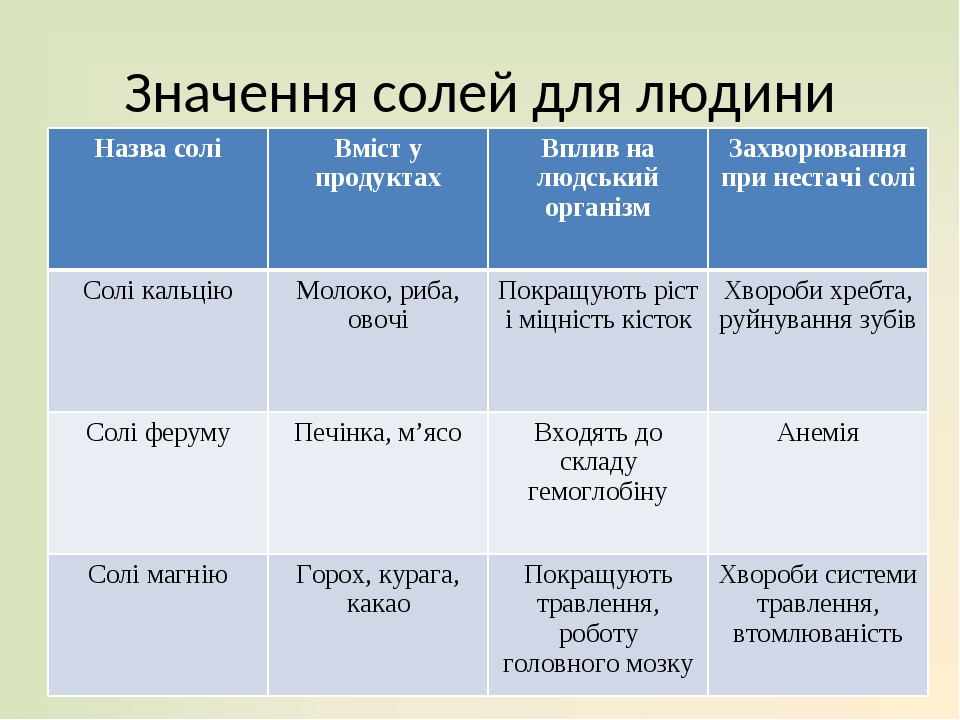 Значення солей для людини
Назва солі
Вміст у
продуктах
Вплив на
людський
організм
Захворювання
при нестачі солі
Солі кальцію
Молоко, риба,
овочі
Покращують ріст
і міцність кісток
Хвороби хребта,
руйнування зубів
Солі феруму
Печінка, м’ясо
Входять до
складу
гемоглобіну
Анемія
Солі магнію
Горох, курага,
какао
Покращують
травлення,
роботу
головного мозку
Хвороби системи
травлення,
втомлюваність